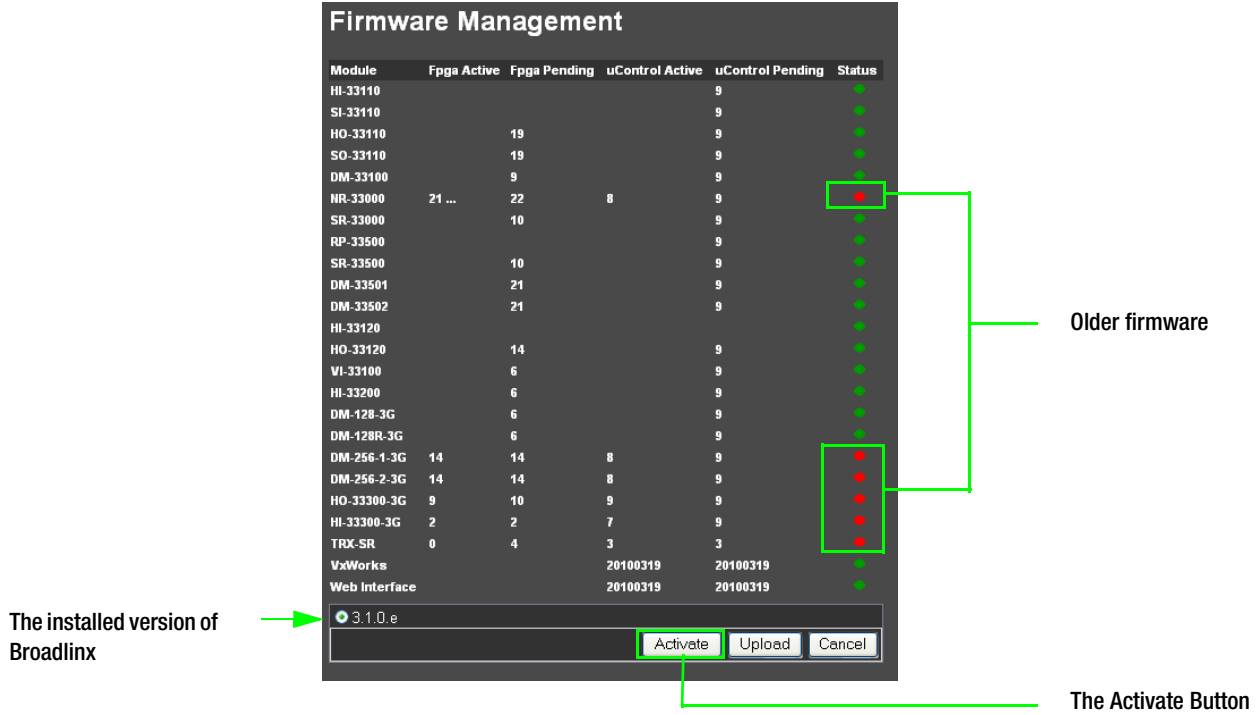 Firmware Management
Module Fpga Active Fpga Pending uControl Active uControl Pending Status
HI-33110 9
SI-33110 9
HO-33110 19 9
SO-33110 19 9
DM-33100 9 9
NR-33000 21 ... 22 8 9
SR-33000 10 9
RP-33500 9
SR-33500 10 9
DM-33501 21 9
DM-33502 21 9
HI-33120
HO-33120 14 9
VI-33100 6 9
HI-33200 6 9
DM-128-3G 6 9
DM-128R-3G 6 9
DM-256-1-3G 14 14 8 9
DM-256-2-3G 14 14 8 9
HO-33300-3G 9 10 9 9
HI-33300-3G 2 2 7 9
TRX-SR 0 4 3 3
VxWorks 20100319 20100319
Web Interface 20100319 20100319
3.1.0.e
Activate Upload Cancel
Older firmware
The installed version of
Broadlinx
The Activate Button